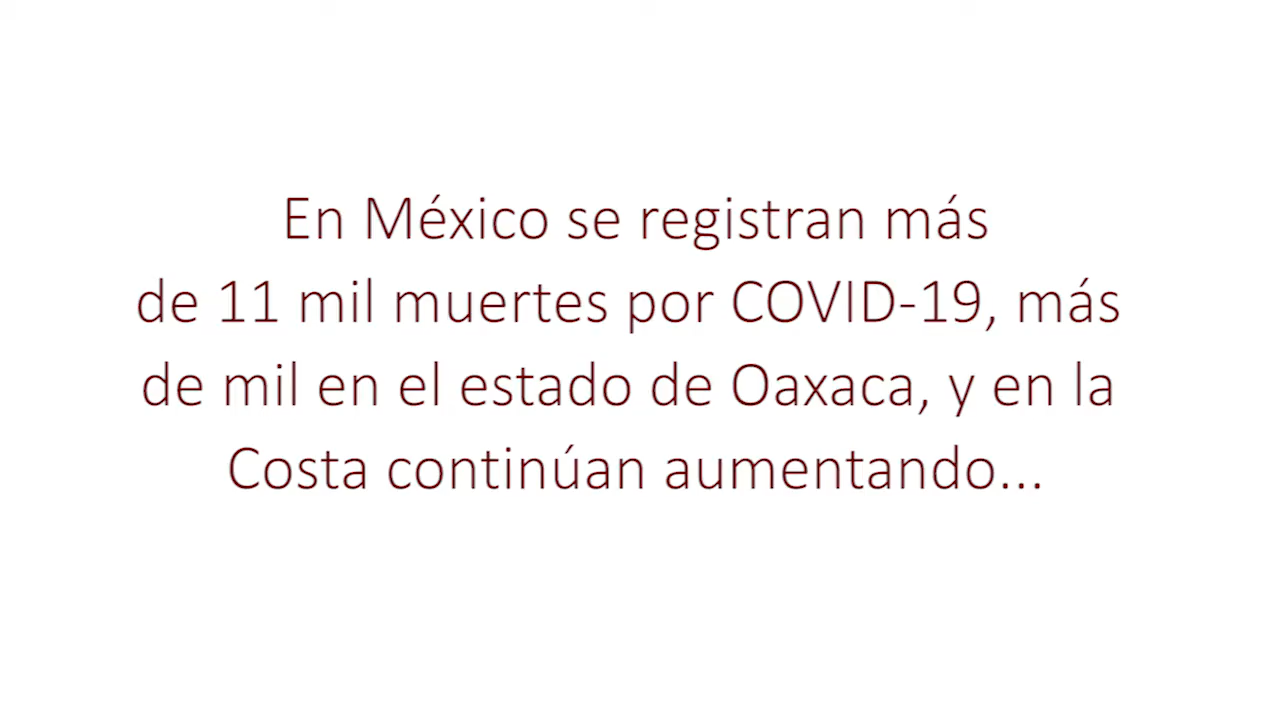 En México se registran más
de 11 mil muertes por COVID-19, más
de mil en el estado de Oaxaca, y en la
Costa continúan aumentando...